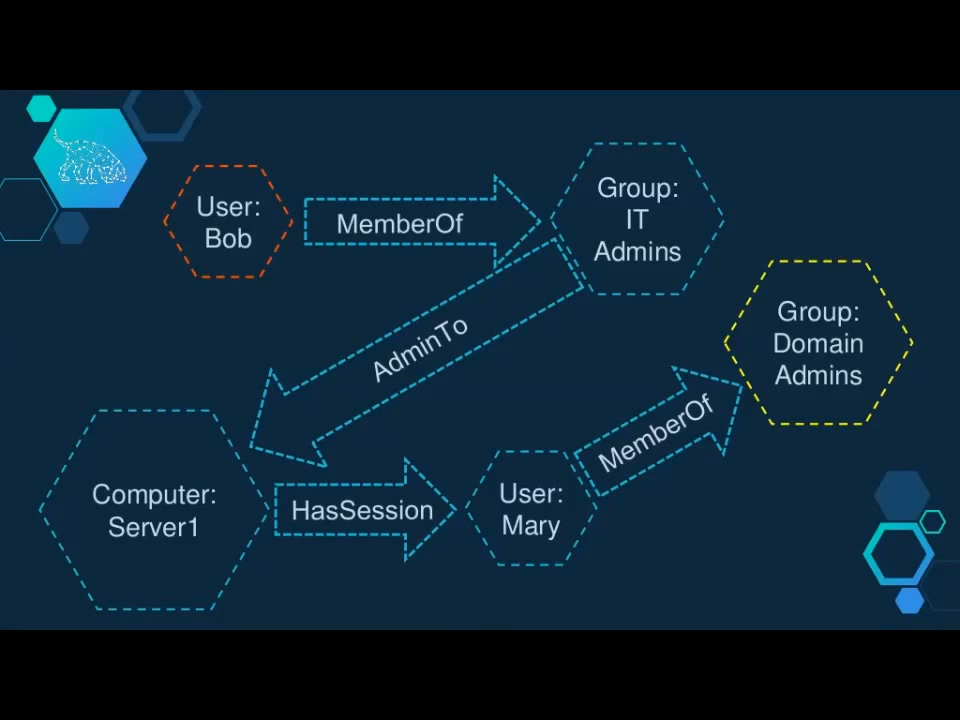 User:
Bob
MemberOf
Group:
IT
Admins
AdminTo
Group:
Domain
Admins
Computer:
Server1
HasSession
User:
Mary
MemberOf